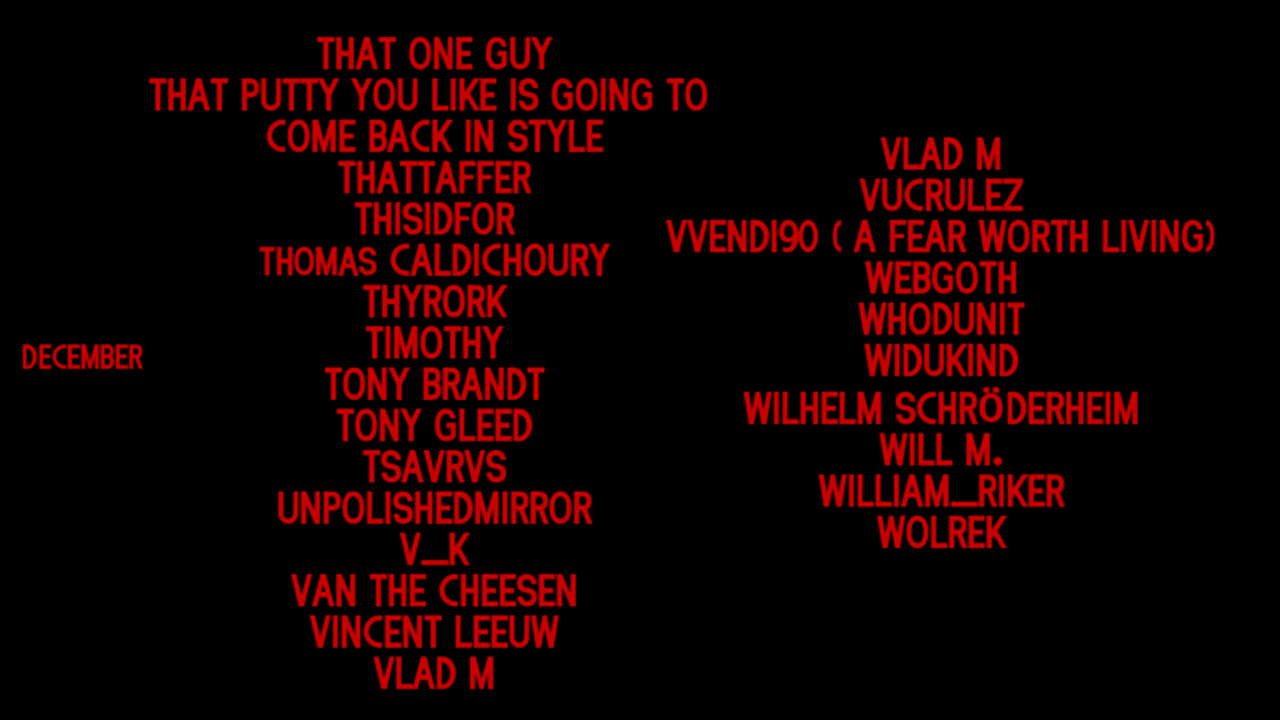 DECEMBER
THAT ONE GUY
THAT PUTTY YOU LIKE IS GOING TO
COME BACK IN STYLE
THATTAFFER
THISIDFOR
THOMAS CALDICHOURY
THYRORK
TIMOTHY
TONY BRANDT
TONY GLEED
TSAVRVS
UNPOLISHEDMIRROR
V_K
VAN THE CHEESEN
VINCENT LEEUW
VLAD M
VLAD M
VUCRULEZ
VVENDI90 ( A FEAR WORTH LIVING)
WEBGOTH
WHODUNIT
WIDUKIND
WILHELM SCHRÖDERHEIM
WILL M.
WILLIAM_RIKER
WOLREK